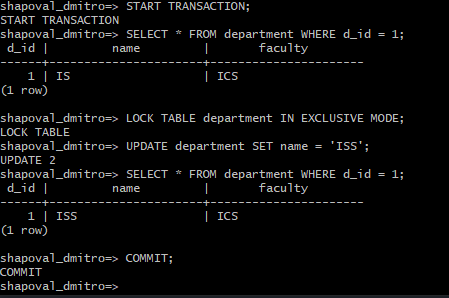 shapoval_dmitro=> START TRANSACTION;
START TRANSACTION
shapoval_dmitro=> SELECT * FROM department WHERE d_id = 1;
 d_id |         name         |       faculty
------+----------------------+----------------------
    1 | IS                   | ICS
(1 row)

shapoval_dmitro=> LOCK TABLE department IN EXCLUSIVE MODE;
LOCK TABLE
shapoval_dmitro=> UPDATE department SET name = 'ISS';
UPDATE 2
shapoval_dmitro=> SELECT * FROM department WHERE d_id = 1;
 d_id |         name         |       faculty
------+----------------------+----------------------
    1 | ISS                  | ICS
(1 row)

shapoval_dmitro=> COMMIT;
COMMIT
shapoval_dmitro=>